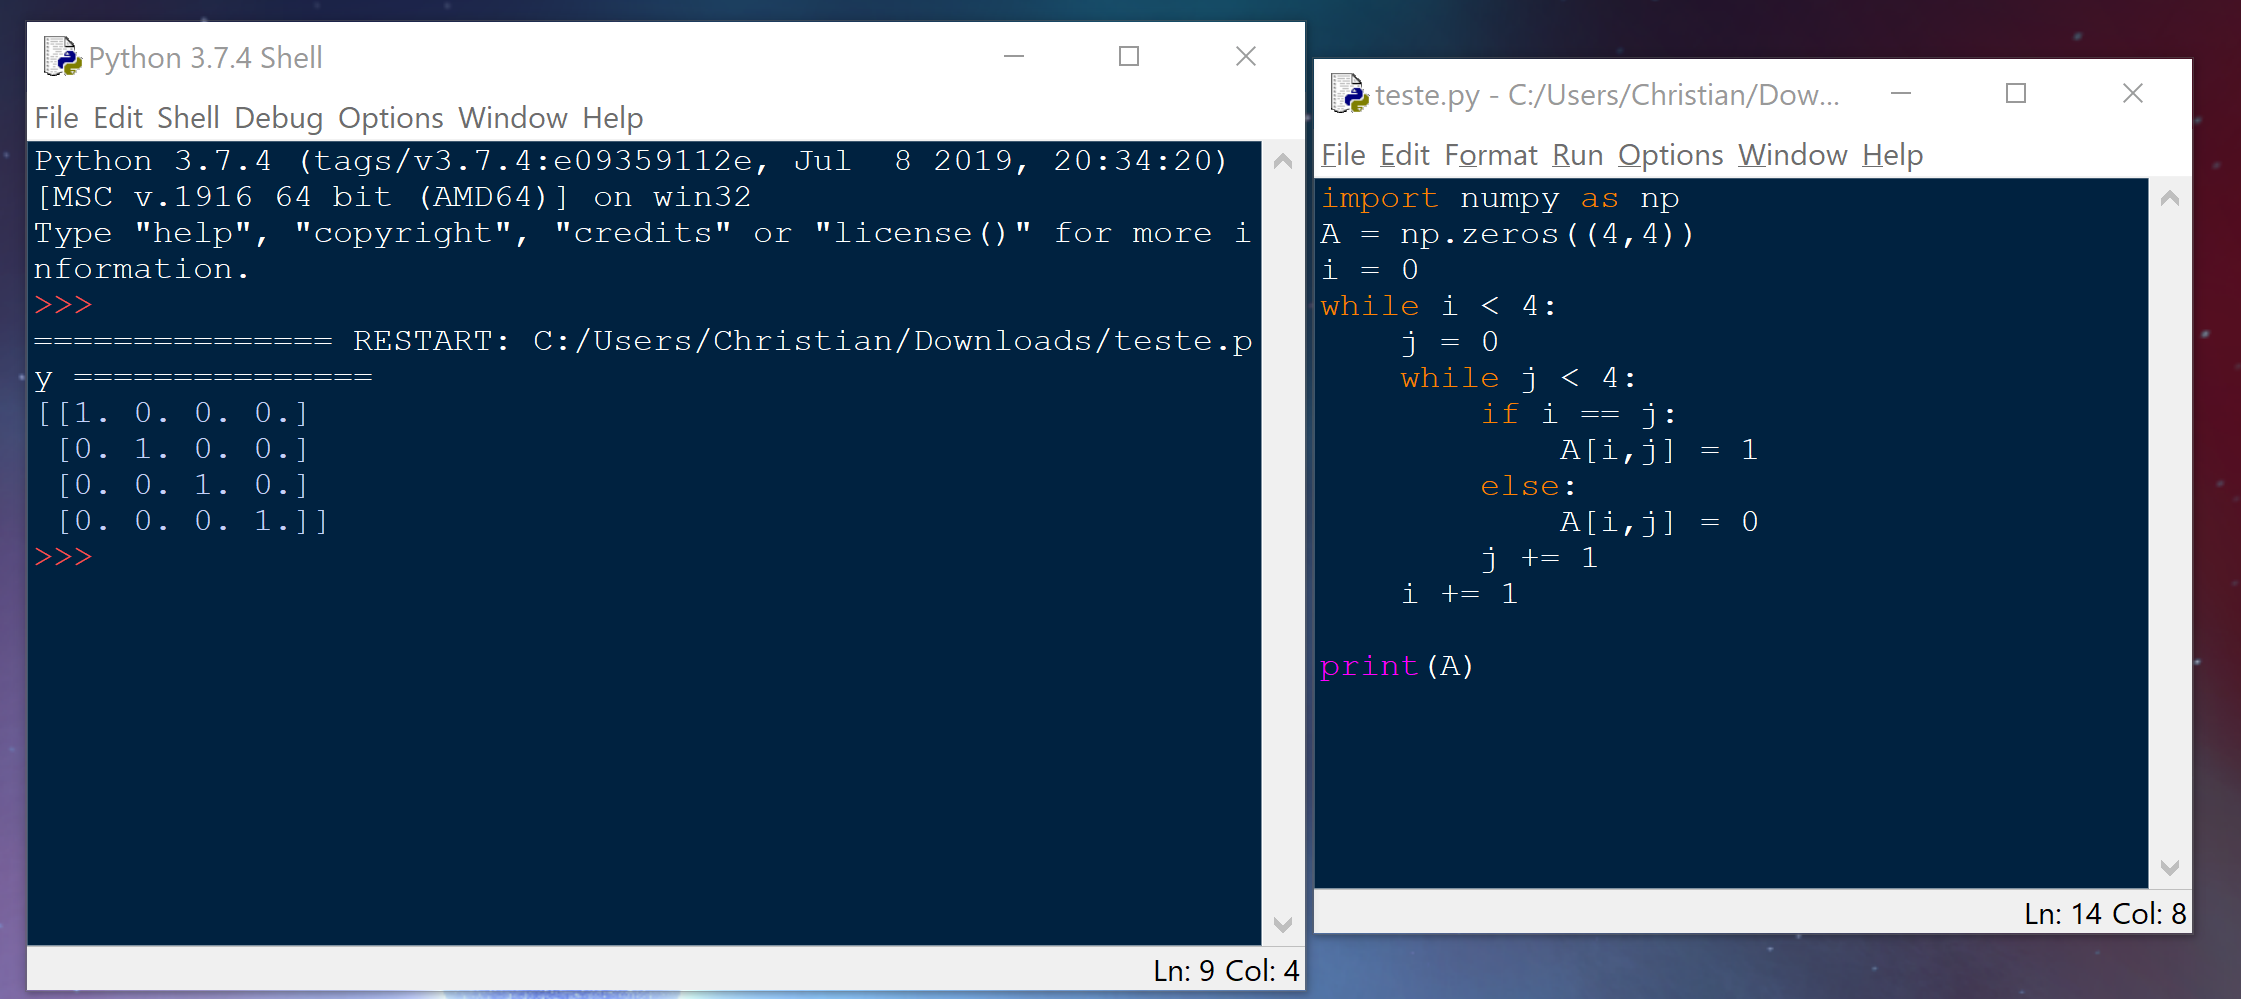 Python 3.7.4 Shell
File Edit Shell Debug Options Window Help
Python 3.7.4 (tags/v3.7.4:e09359112e, Jul  8 2019, 20:34:20)
[MSC v.1916 64 bit (AMD64)] on win32
Type "help", "copyright", "credits" or "license()" for more i
nformation.
>>>
=============== RESTART: C:/Users/Christian/Downloads/teste.p
y ===============
[[1. 0. 0. 0.]
 [0. 1. 0. 0.]
 [0. 0. 1. 0.]
 [0. 0. 0. 1.]]
>>>
Ln: 9 Col: 4
teste.py - C:/Users/Christian/Dow...
File Edit Format Run Options Window Help
import numpy as np
A = np.zeros((4,4))
i = 0
while i < 4:
    j = 0
    while j < 4:
        if i == j:
            A[i,j] = 1
        else:
            A[i,j] = 0
        j += 1
    i += 1
print(A)
Ln: 14 Col: 8